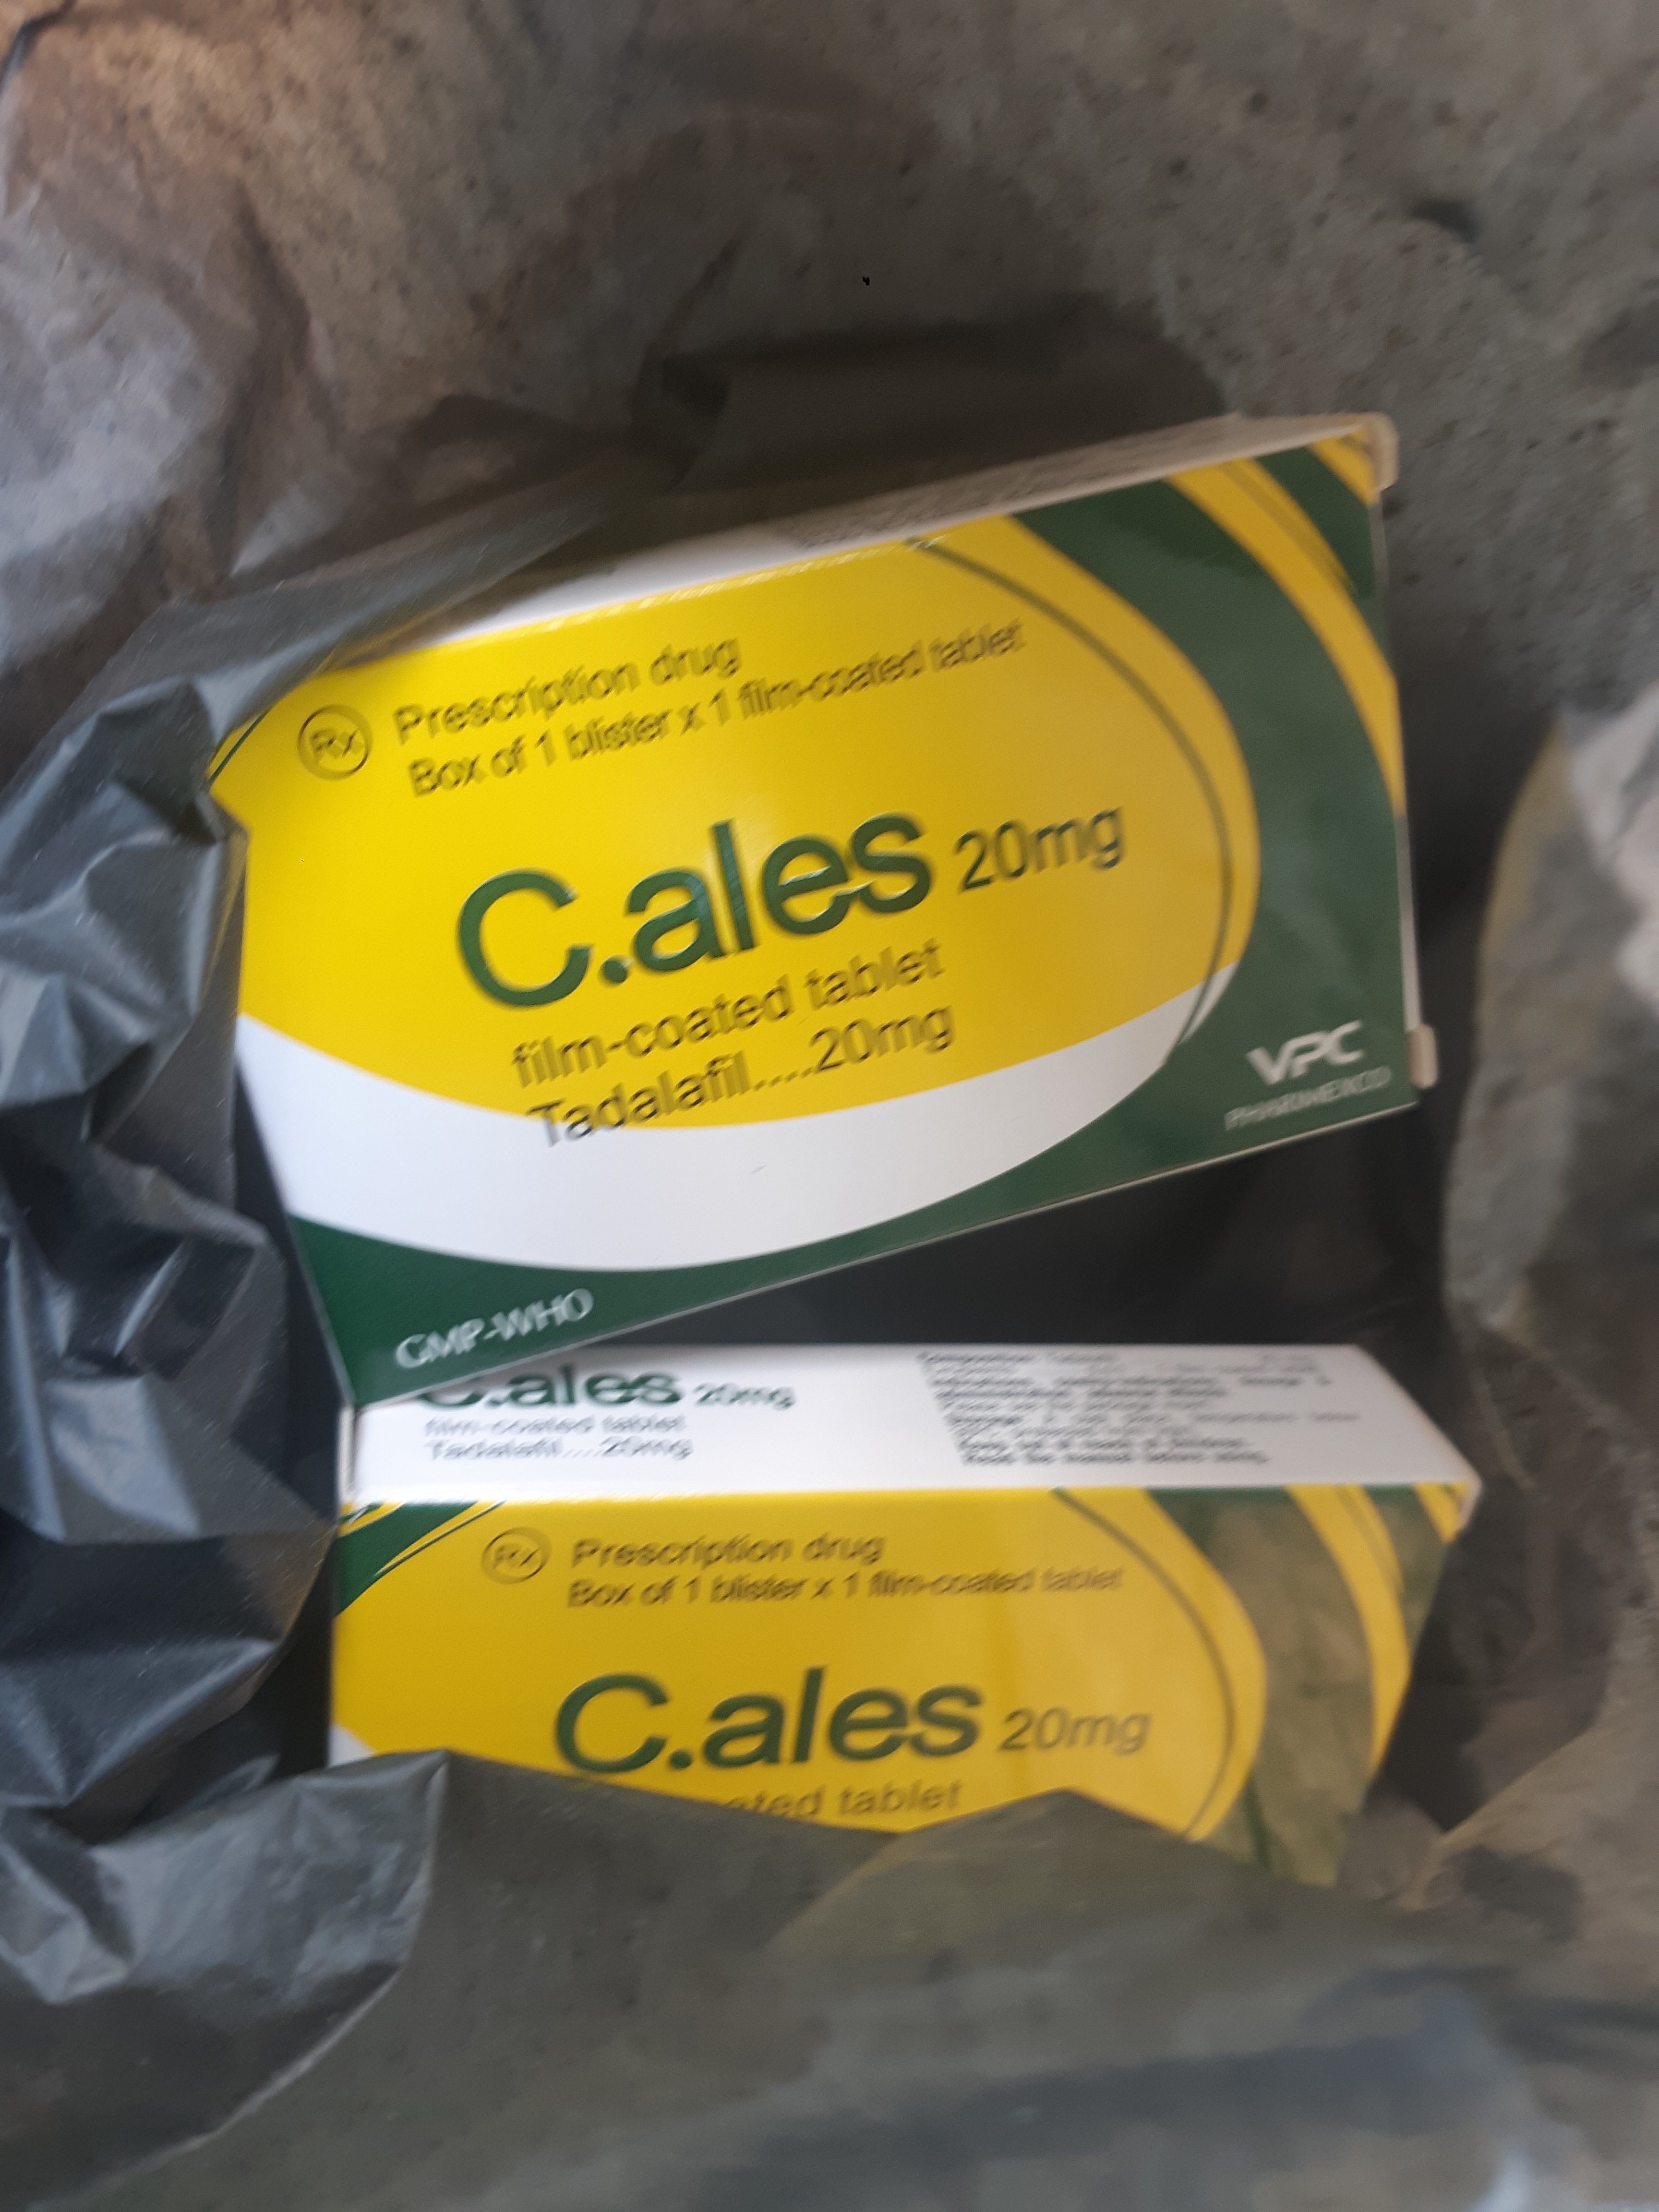 Rx Prescription drug
Box of 1 blister x 1 film-coated tablet
C.ales 20mg
film-coated tablet
Tadalafil....20mg
VPC
PHARIMEXCO
GMP-WHO
C.ales 20mg
film-coated tablet
Tadalafil....20mg
Rx Prescription drug
Box of 1 blister x 1 film-coated tablet
C.ales 20mg
tablet